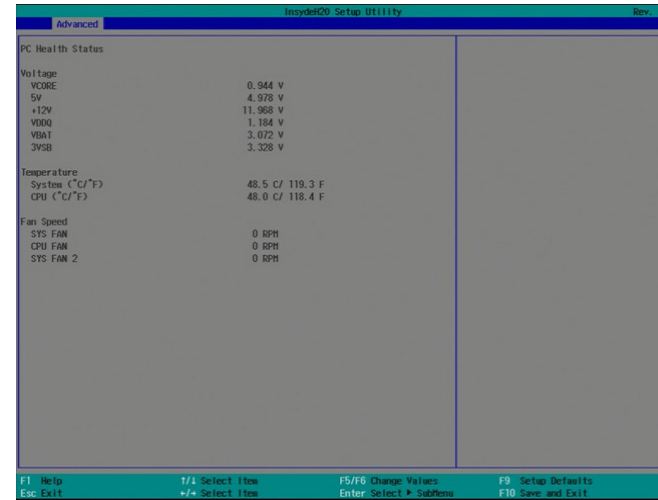 InsydeH20 Setup Utility Rev.
Advanced
PC Health Status
Voltage
VCORE 0.944 V
5V 4.978 V
+12V 11.968 V
VDDQ 1.184 V
VBAT 3.072 V
3VSB 3.328 V
Temperature
System (°C/°F) 48.5 C/ 119.3 F
CPU (°C/°F) 48.0 C/ 118.4 F
Fan Speed
SYS FAN 0 RPM
CPU FAN 0 RPM
SYS FAN 2 0 RPM
F1 Help ↑/↓ Select Item F5/F6 Change Values F9 Setup Defaults
Esc Exit ←/→ Select Item Enter Select ▶ SubMenu F10 Save and Exit